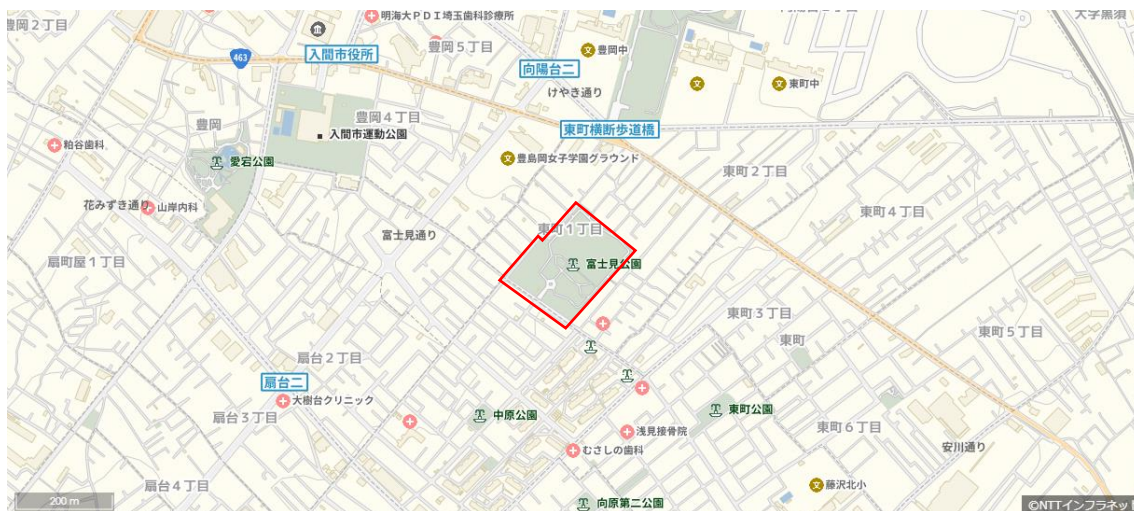 明海大ＰＤＩ埼玉歯科診療所
豊岡２丁目
大字黒須
463
入間市役所
豊岡５丁目
文
豊岡中
向陽台二
けやき通り
文
文
東町中
豊岡４丁目
豊岡
入間市運動公園
東町横断歩道橋
粕谷歯科
愛宕公園
文
豊島岡女子学園グラウンド
東町２丁目
花みずき通り
山岸内科
東町４丁目
富士見通り
東町１丁目
扇町屋１丁目
富士見公園
東町３丁目
東町５丁目
東町
扇台２丁目
扇台二
大樹台クリニック
扇台３丁目
中原公園
東町公園
東町６丁目
浅見接骨院
むさしの歯科
安川通り
扇台４丁目
文
藤沢北小
200 m
向原第二公園
©NTTインフラネット